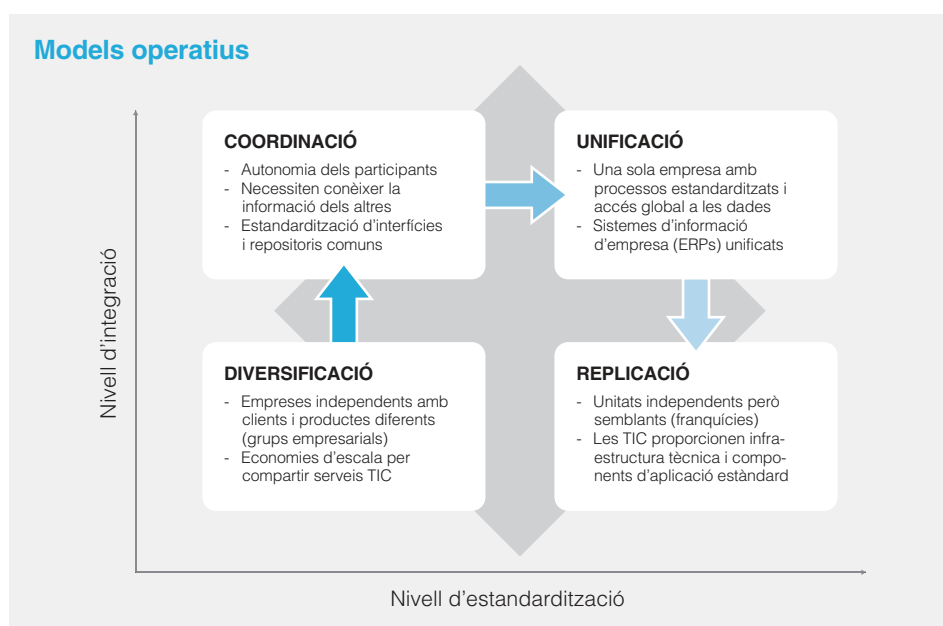 Models operatius
COORDINACIÓ
- Autonomia dels participants
- Necessiten conèixer la
informació dels altres
- Estandardització d'interfícies
i repositoris comuns
UNIFICACIÓ
- Una sola empresa amb
processos estandarditzats i
accés global a les dades
- Sistemes d'informació
d'empresa (ERPs) unificats
Nivell d'integració
DIVERSIFICACIÓ
- Empreses independents amb
clients i productes diferents
(grups empresarials)
- Economies d'escala per
compartir serveis TIC
REPLICACIÓ
- Unitats independents però
semblants (franquícies)
- Les TIC proporcionen infra-
estructura tècnica i compo-
nents d'aplicació estàndard
Nivell d'estandardització